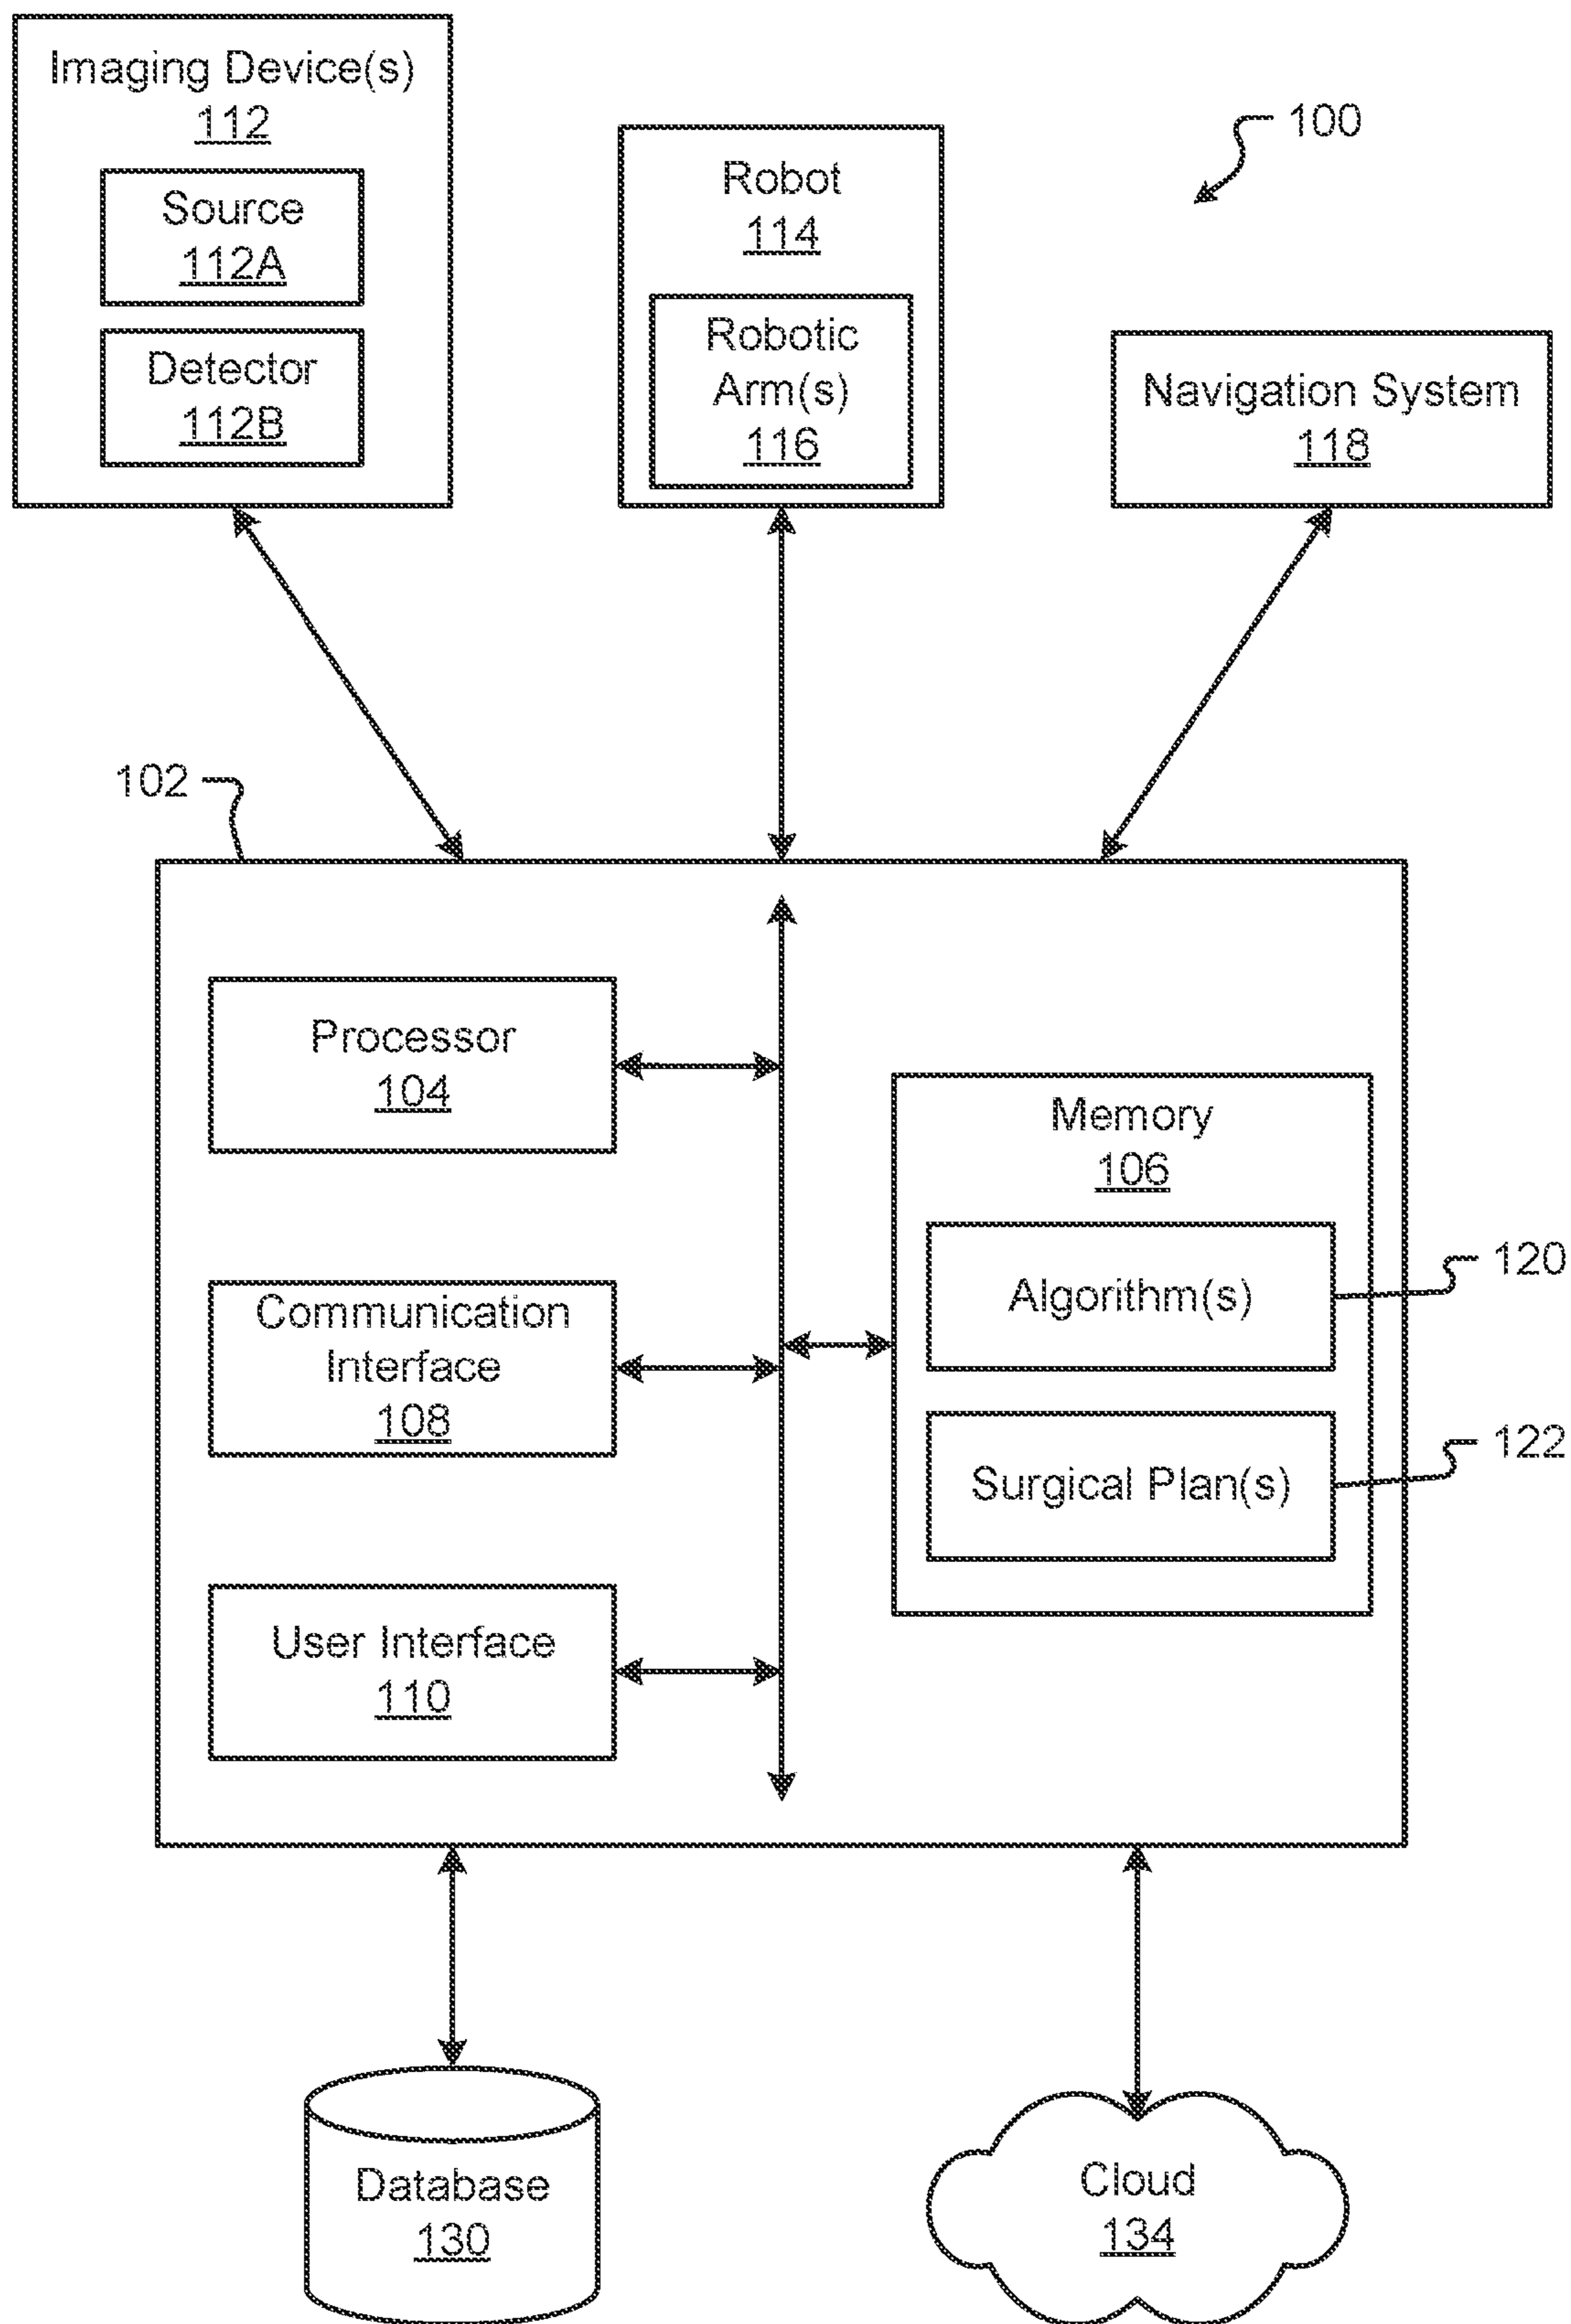 Imaging Device(s)
112
Source
112A
Detector
112B
Robot
114
Robotic
Arm(s)
116
100
Navigation System
118
102
Processor
104
Communication
Interface
108
User Interface
110
Memory
106
Algorithm(s)
120
Surgical Plan(s)
122
Database
130
Cloud
134